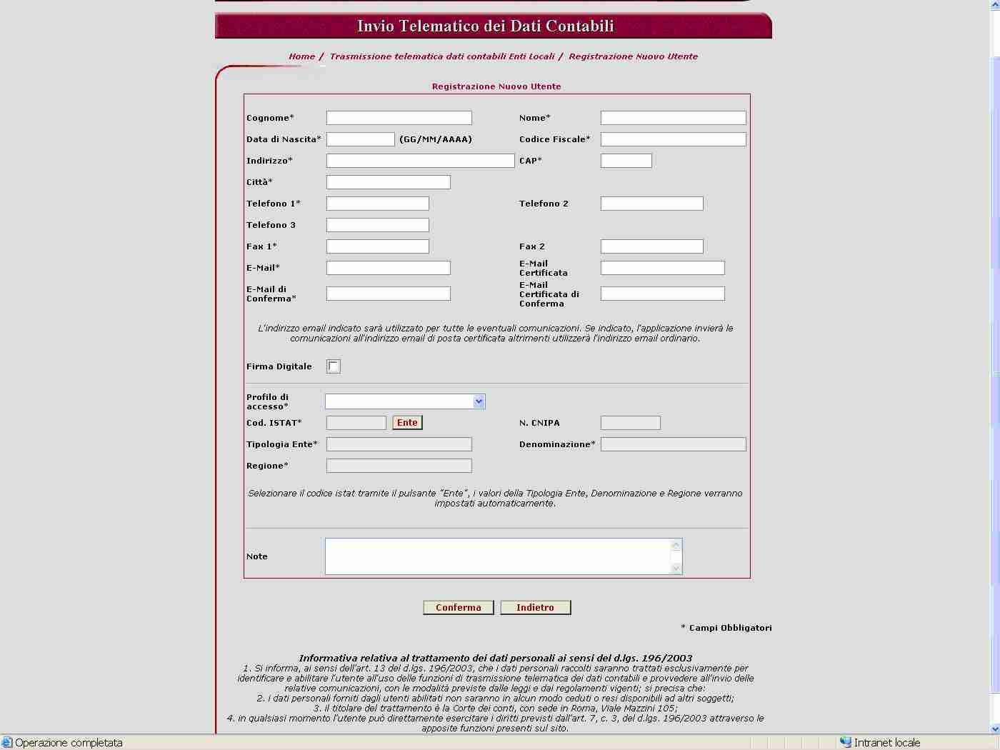 Invio Telematico dei Dati Contabili
Home / Trasmissione telematica dati contabili Enti Locali / Registrazione Nuovo Utente
Registrazione Nuovo Utente
Cognome* Nome*
Data di Nascita* (GG/MM/AAAA) Codice Fiscale*
Indirizzo* CAP*
Città*
Telefono 1* Telefono 2
Telefono 3
Fax 1* Fax 2
E-Mail* E-Mail
Certificata
E-Mail di
Conferma*
E-Mail
Certificata di
Conferma
L'indirizzo email indicato sarà utilizzato per tutte le eventuali comunicazioni. Se indicato, l'applicazione invierà le
comunicazioni all'indirizzo email di posta certificata altrimenti utilizzerà l'indirizzo email ordinario.
Firma Digitale
Profilo di
accesso*
Cod. ISTAT* Ente N. CNIPA
Tipologia Ente* Denominazione*
Regione*
Selezionare il codice istat tramite il pulsante "Ente", i valori della Tipologia Ente, Denominazione e Regione verranno
impostati automaticamente.
Note
Conferma Indietro
* Campi Obbligatori
Informativa relativa al trattamento dei dati personali ai sensi del d.lgs. 196/2003
1. Si informa, ai sensi dell'art. 13 del d.lgs. 196/2003, che i dati personali raccolti saranno trattati esclusivamente per
identificare e abilitare l'utente all'uso delle funzioni di trasmissione telematica dei dati contabili e provvedere all'invio delle
relative comunicazioni, con le modalità previste dalle leggi e dai regolamenti vigenti; si precisa che:
2. i dati personali forniti dagli utenti abilitati non saranno in alcun modo ceduti o resi disponibili ad altri soggetti;
3. il titolare del trattamento è la Corte dei conti, con sede in Roma, Viale Mazzini 105;
4. in qualsiasi momento l'utente può direttamente esercitare i diritti previsti dall'art. 7, c. 3, del d.lgs. 196/2003 attraverso le
apposite funzioni presenti sul sito.
Operazione completata Intranet locale